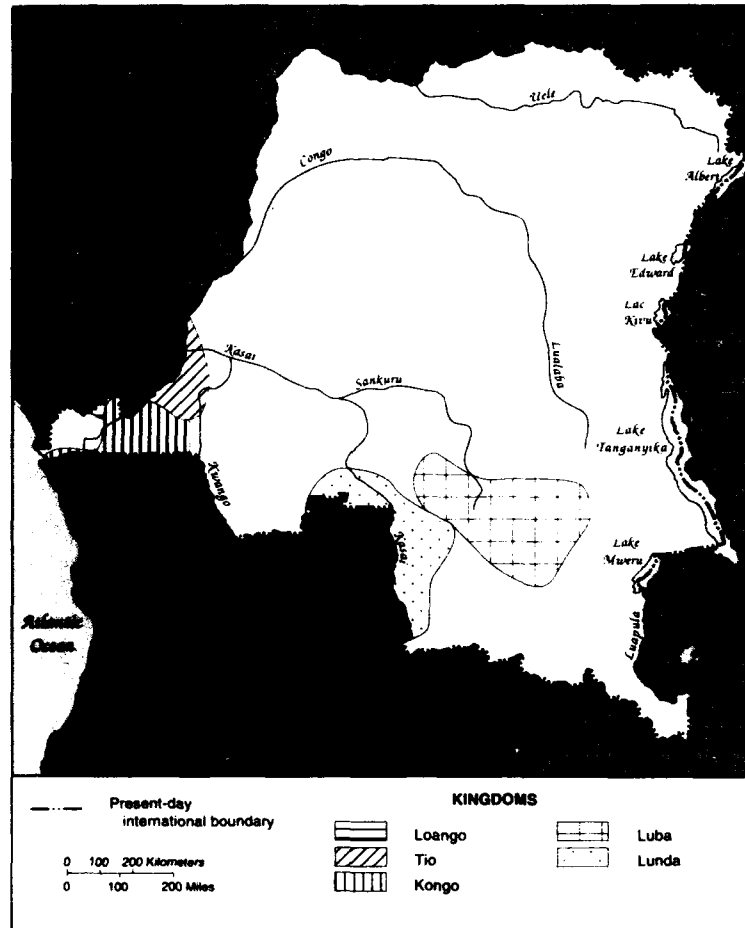 Uele
Congo
Lake
Albert
Lake
Edward
Lac
Kivu
Kasai
Sankuru
Lualaba
Lake
Tanganyika
Kwango
Kasai
Lake
Mweru
Luapula
Atlantic
Ocean
Present-day
international boundary
0 100 200 Kilometers
0 100 200 Miles
KINGDOMS
Loango
Tio
Kongo
Luba
Lunda